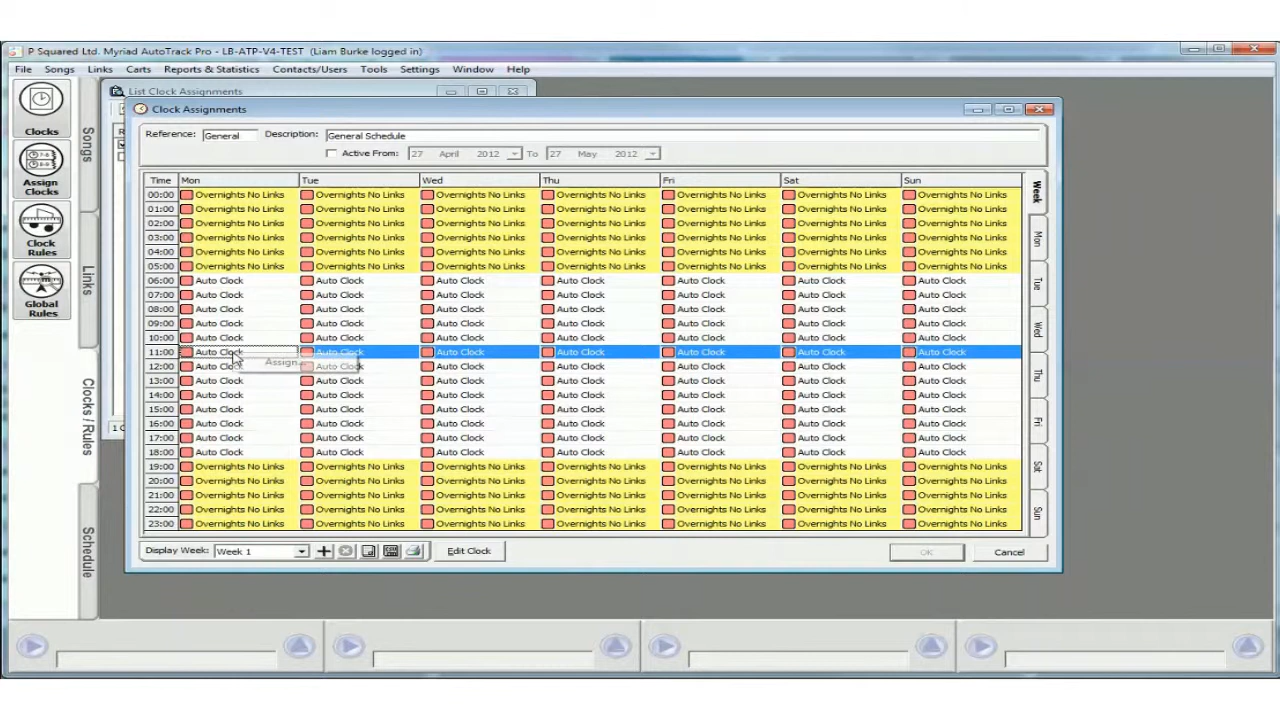 P Squared Ltd. Myriad AutoTrack Pro - LB-ATP-V4-TEST (Liam Burke logged in)
File Songs Links Carts Reports & Statistics Contacts/Users Tools Settings Window Help
Clocks
Assign Clocks
Clock Rules
Global Rules
Songs
Links
Clocks / Rules
Schedule
List Clock Assignments
Clock Assignments
Reference: General Description: General Schedule
Active From: 27 April 2012 To 27 May 2012
Time Mon Tue Wed Thu Fri Sat Sun
00:00 Overnights No Links Overnights No Links Overnights No Links Overnights No Links Overnights No Links Overnights No Links Overnights No Links
01:00 Overnights No Links Overnights No Links Overnights No Links Overnights No Links Overnights No Links Overnights No Links Overnights No Links
02:00 Overnights No Links Overnights No Links Overnights No Links Overnights No Links Overnights No Links Overnights No Links Overnights No Links
03:00 Overnights No Links Overnights No Links Overnights No Links Overnights No Links Overnights No Links Overnights No Links Overnights No Links
04:00 Overnights No Links Overnights No Links Overnights No Links Overnights No Links Overnights No Links Overnights No Links Overnights No Links
05:00 Overnights No Links Overnights No Links Overnights No Links Overnights No Links Overnights No Links Overnights No Links Overnights No Links
06:00 Auto Clock Auto Clock Auto Clock Auto Clock Auto Clock Auto Clock Auto Clock
07:00 Auto Clock Auto Clock Auto Clock Auto Clock Auto Clock Auto Clock Auto Clock
08:00 Auto Clock Auto Clock Auto Clock Auto Clock Auto Clock Auto Clock Auto Clock
09:00 Auto Clock Auto Clock Auto Clock Auto Clock Auto Clock Auto Clock Auto Clock
10:00 Auto Clock Auto Clock Auto Clock Auto Clock Auto Clock Auto Clock Auto Clock
11:00 Auto Clock Auto Clock Auto Clock Auto Clock Auto Clock Auto Clock Auto Clock
Assign...
12:00 Auto Clock Auto Clock Auto Clock Auto Clock Auto Clock Auto Clock Auto Clock
13:00 Auto Clock Auto Clock Auto Clock Auto Clock Auto Clock Auto Clock Auto Clock
14:00 Auto Clock Auto Clock Auto Clock Auto Clock Auto Clock Auto Clock Auto Clock
15:00 Auto Clock Auto Clock Auto Clock Auto Clock Auto Clock Auto Clock Auto Clock
16:00 Auto Clock Auto Clock Auto Clock Auto Clock Auto Clock Auto Clock Auto Clock
17:00 Auto Clock Auto Clock Auto Clock Auto Clock Auto Clock Auto Clock Auto Clock
18:00 Auto Clock Auto Clock Auto Clock Auto Clock Auto Clock Auto Clock Auto Clock
19:00 Overnights No Links Overnights No Links Overnights No Links Overnights No Links Overnights No Links Overnights No Links Overnights No Links
20:00 Overnights No Links Overnights No Links Overnights No Links Overnights No Links Overnights No Links Overnights No Links Overnights No Links
21:00 Overnights No Links Overnights No Links Overnights No Links Overnights No Links Overnights No Links Overnights No Links Overnights No Links
22:00 Overnights No Links Overnights No Links Overnights No Links Overnights No Links Overnights No Links Overnights No Links Overnights No Links
23:00 Overnights No Links Overnights No Links Overnights No Links Overnights No Links Overnights No Links Overnights No Links Overnights No Links
Week
Mon
Tue
Wed
Thu
Fri
Sat
Sun
Display Week: Week 1 Edit Clock OK Cancel